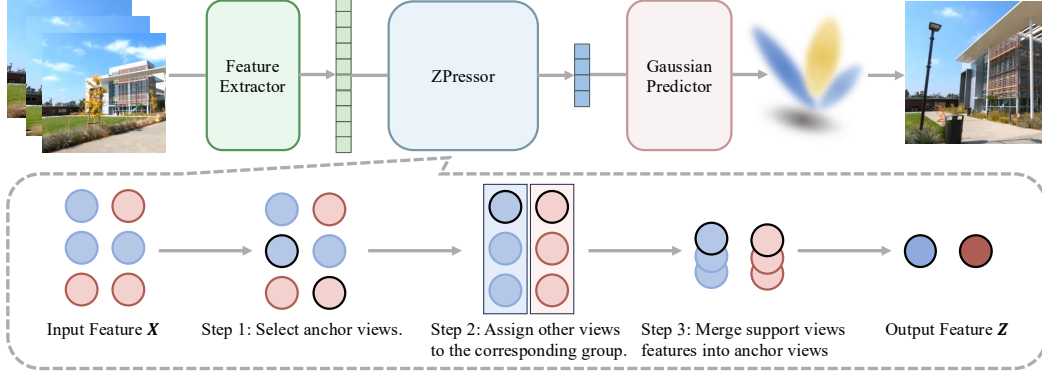 Feature
Extractor
ZPressor
Gaussian
Predictor
Input Feature X
Step 1: Select anchor views.
Step 2: Assign other views
to the corresponding group.
Step 3: Merge support views
features into anchor views
Output Feature Z